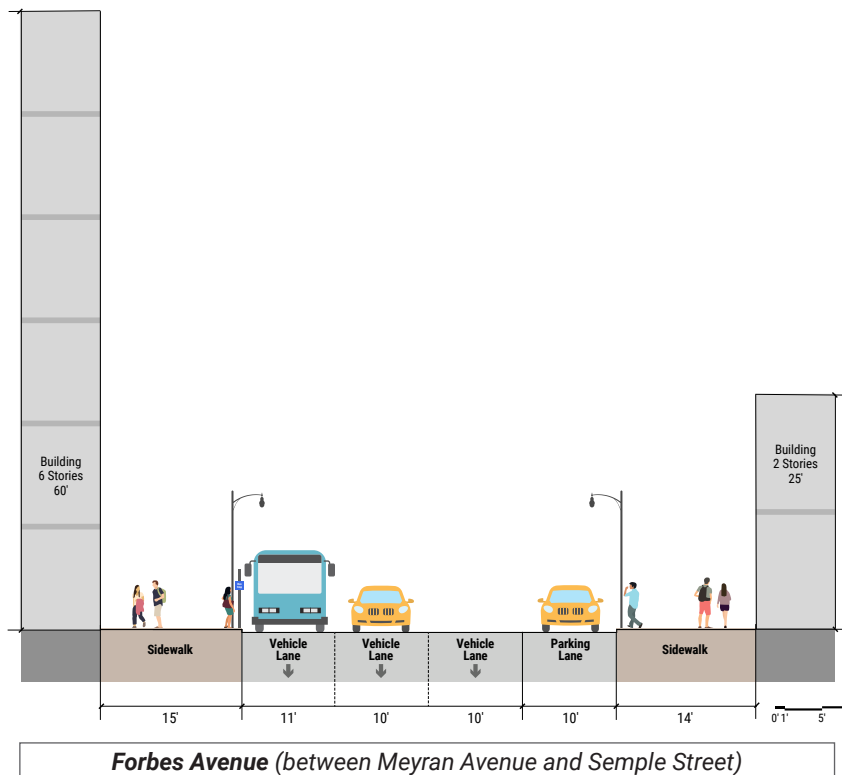 Building
6 Stories
60'
Building
2 Stories
25'
Sidewalk
Vehicle
Lane
Vehicle
Lane
Vehicle
Lane
Parking
Lane
Sidewalk
15'
11'
10'
10'
10'
14'
0' 1' 5'
Forbes Avenue (between Meyran Avenue and Semple Street)